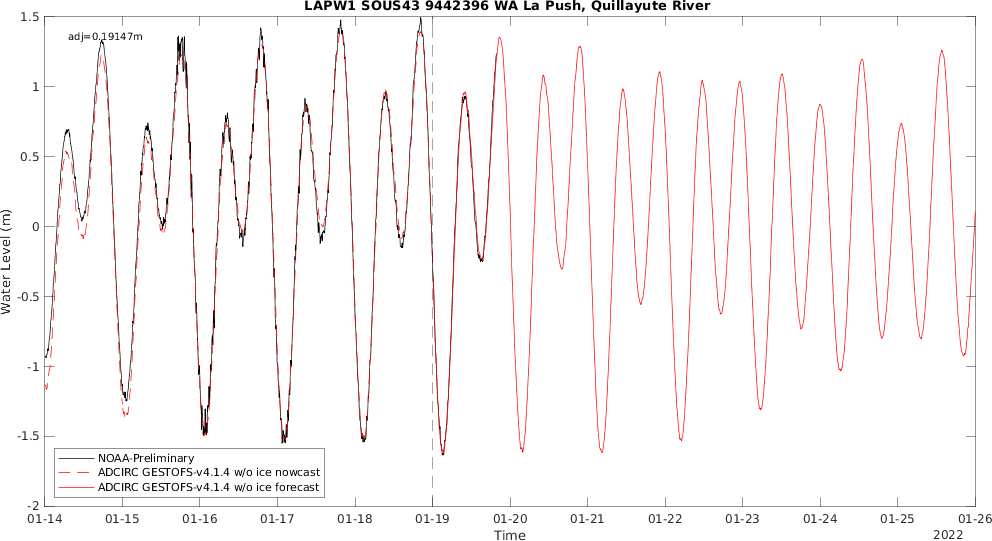 LAPW1 SOUS43 9442396 WA La Push, Quillayute River
adj=0.19147m
1.5
1
0.5
0
-0.5
-1
-1.5
-2
Water Level (m)
NOAA-Preliminary
ADCIRC GESTOFS-v4.1.4 w/o ice nowcast
ADCIRC GESTOFS-v4.1.4 w/o ice forecast
01-14 01-15 01-16 01-17 01-18 01-19 01-20 01-21 01-22 01-23 01-24 01-25 01-26
Time
2022